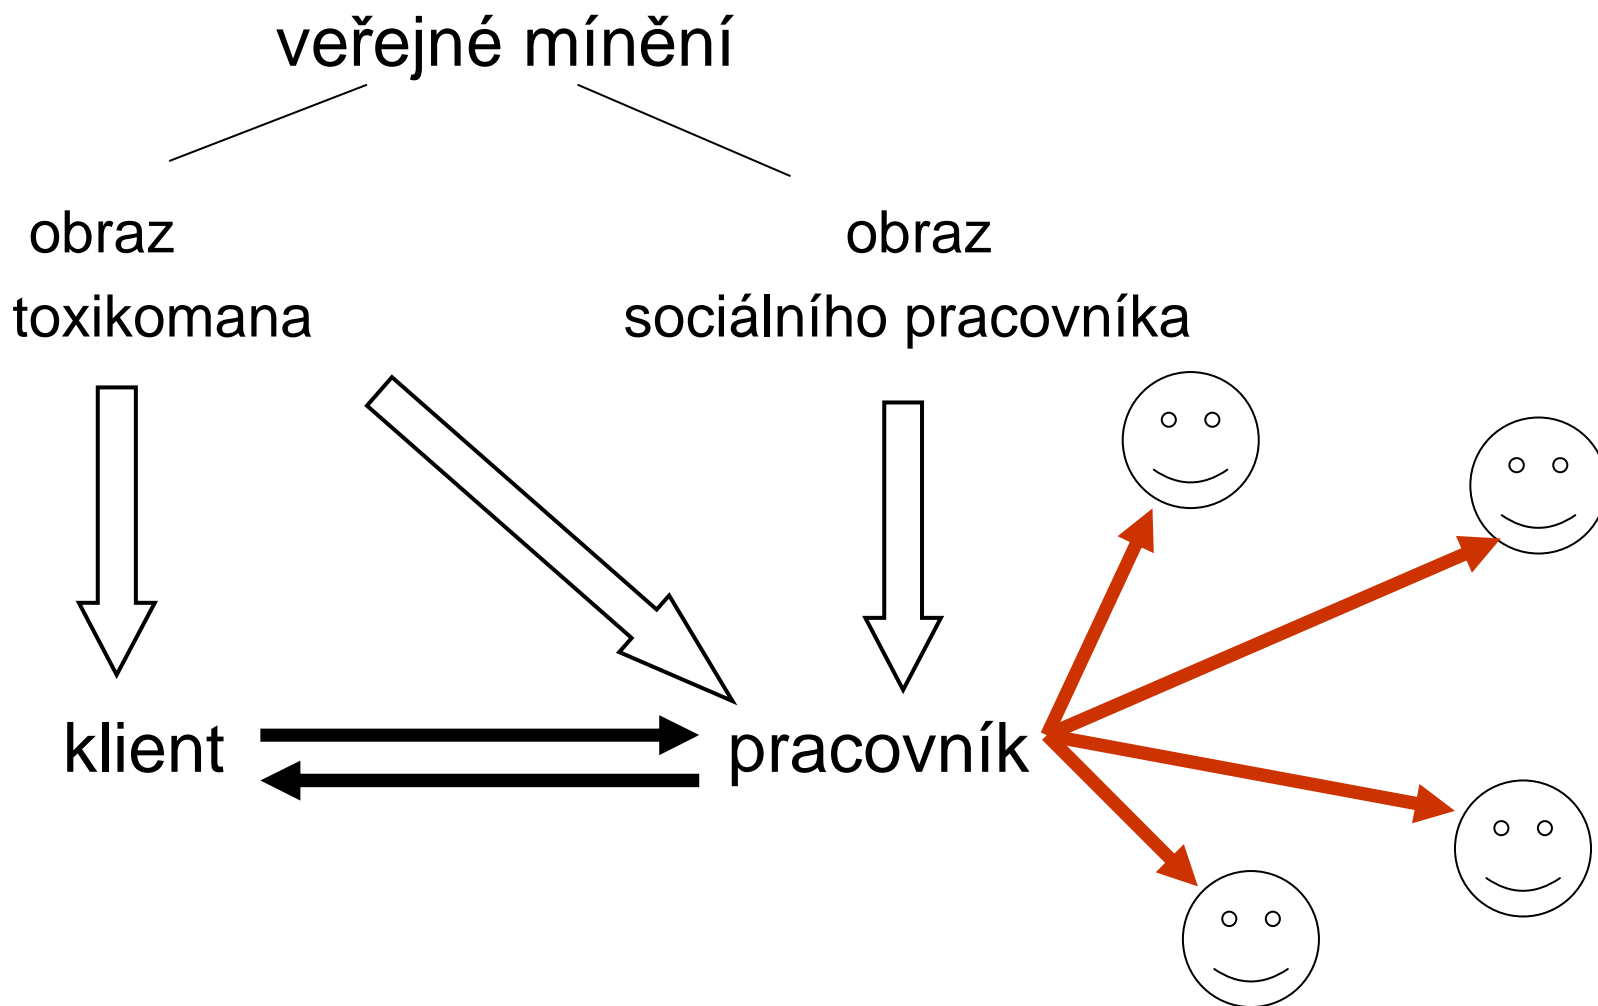 veřejné mínění
obraz
toxikomana
obraz
sociálního pracovníka
klient
pracovník